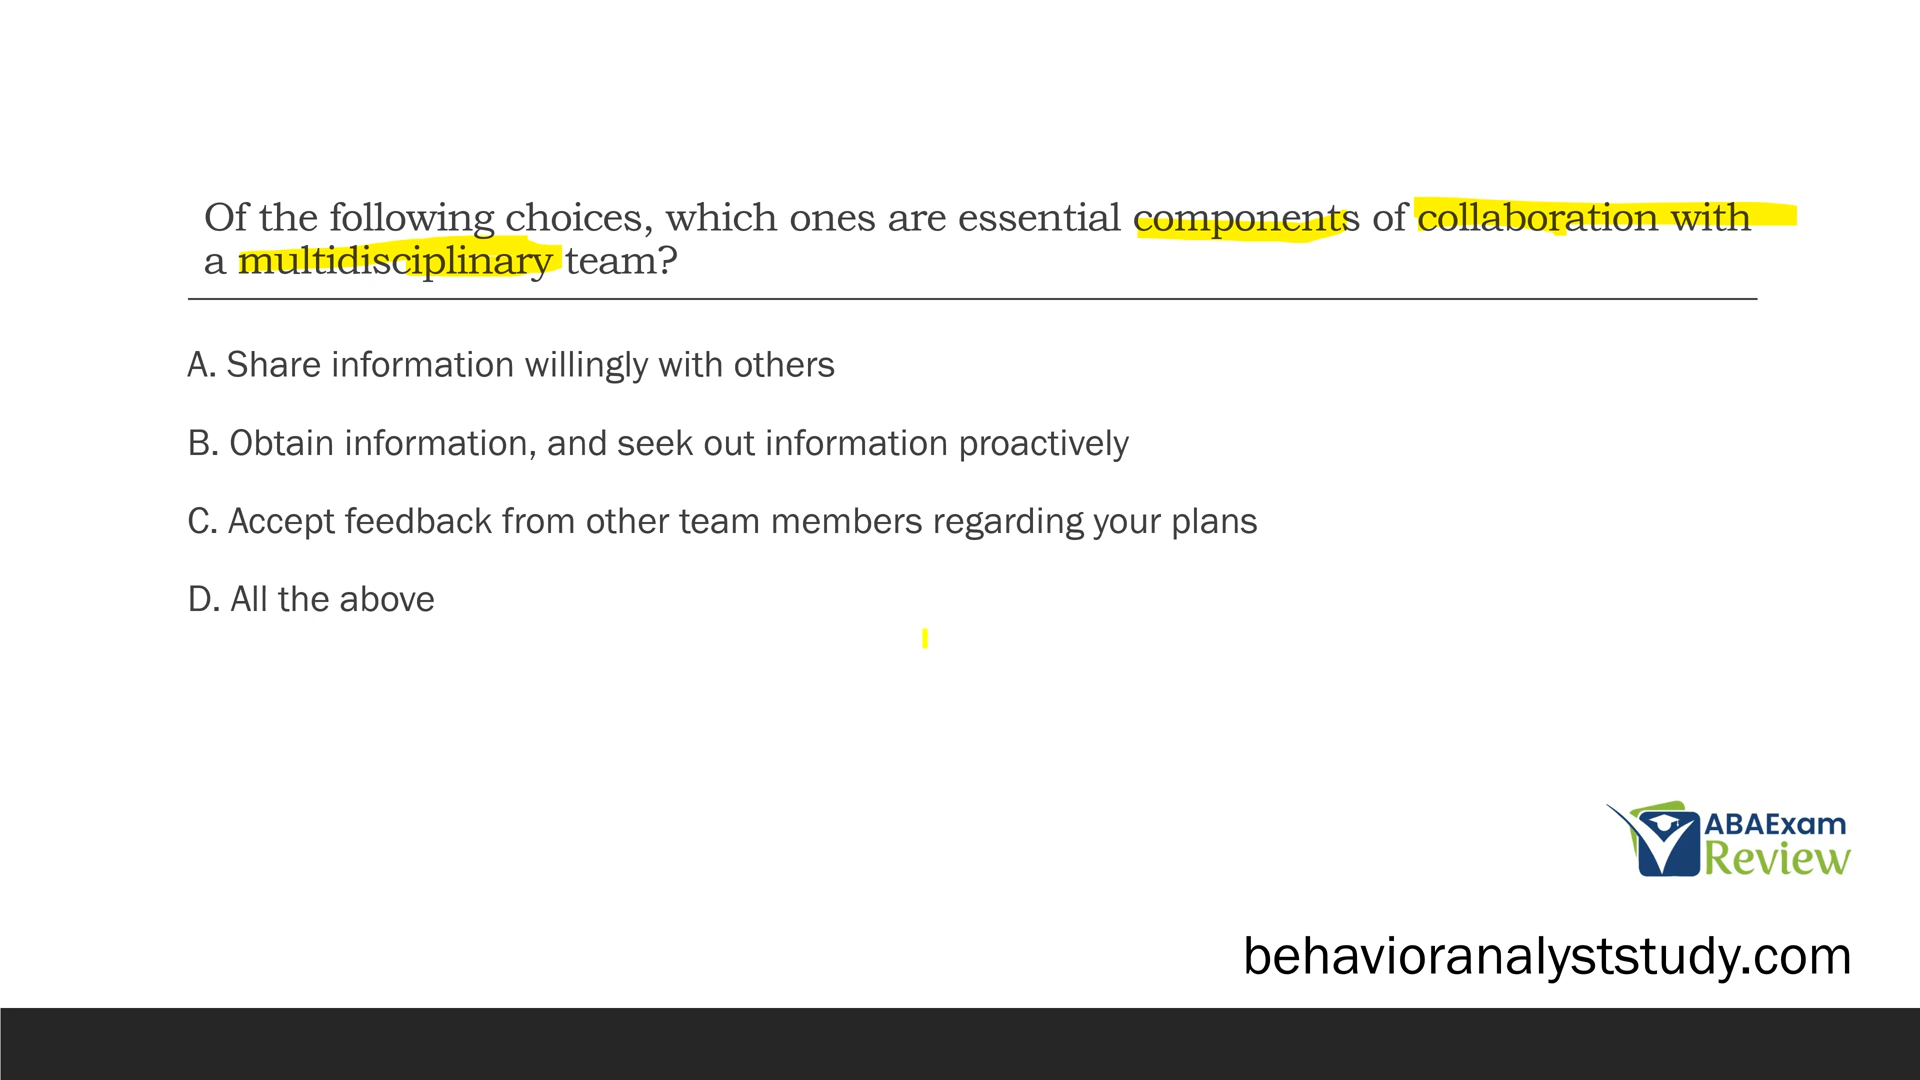 Of the following choices, which ones are essential components of collaboration with
a multidisciplinary team?
A. Share information willingly with others
B. Obtain information, and seek out information proactively
C. Accept feedback from other team members regarding your plans
D. All the above
ABAExam
Review
behavioranalyststudy.com